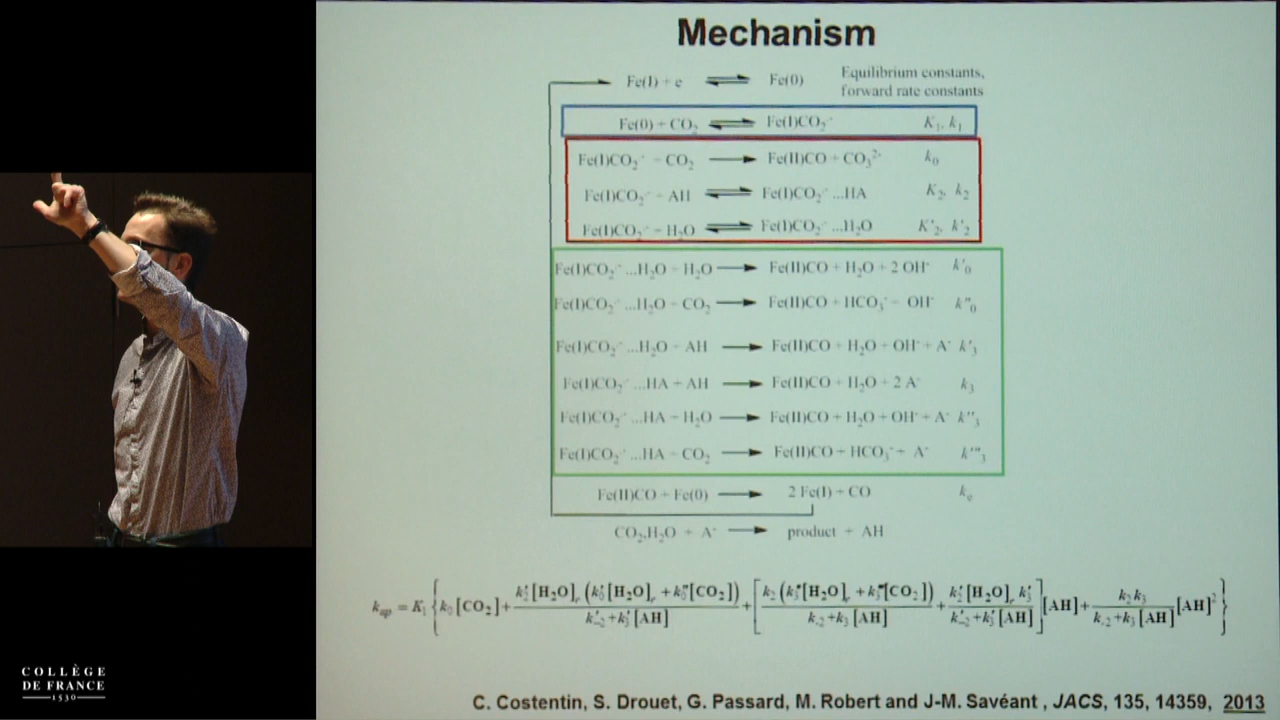 Mechanism
Fe(I) + e ⇌ Fe(0) Equilibrium constants,
forward rate constants
Fe(0) + CO₂ ⇌ Fe(I)CO₂˙⁻ K₁, k₁
Fe(I)CO₂˙⁻ + CO₂ → Fe(II)CO + CO₃²⁻ k₀
Fe(I)CO₂˙⁻ + AH ⇌ Fe(I)CO₂˙⁻ ...HA K₂, k₂
Fe(I)CO₂˙⁻ + H₂O ⇌ Fe(I)CO₂˙⁻ ...H₂O K'₂, k'₂
Fe(I)CO₂˙⁻ ...H₂O + H₂O → Fe(II)CO + H₂O + 2 OH⁻ k'₀
Fe(I)CO₂˙⁻ ...H₂O + CO₂ → Fe(II)CO + HCO₃⁻ + OH⁻ k"₀
Fe(I)CO₂˙⁻ ...H₂O + AH → Fe(II)CO + H₂O + OH⁻ + A⁻ k'₃
Fe(I)CO₂˙⁻ ...HA + AH → Fe(II)CO + H₂O + 2 A⁻ k₃
Fe(I)CO₂˙⁻ ...HA + H₂O → Fe(II)CO + H₂O + OH⁻ + A⁻ k''₃
Fe(I)CO₂˙⁻ ...HA + CO₂ → Fe(II)CO + HCO₃⁻ + A⁻ k'''₃
Fe(II)CO + Fe(0) → 2 Fe(I) + CO kₑ
CO₂,H₂O + A⁻ → product + AH
COLLÈGE
DE FRANCE
1530
C. Costentin, S. Drouet, G. Passard, M. Robert and J-M. Savéant , JACS, 135, 14359, 2013